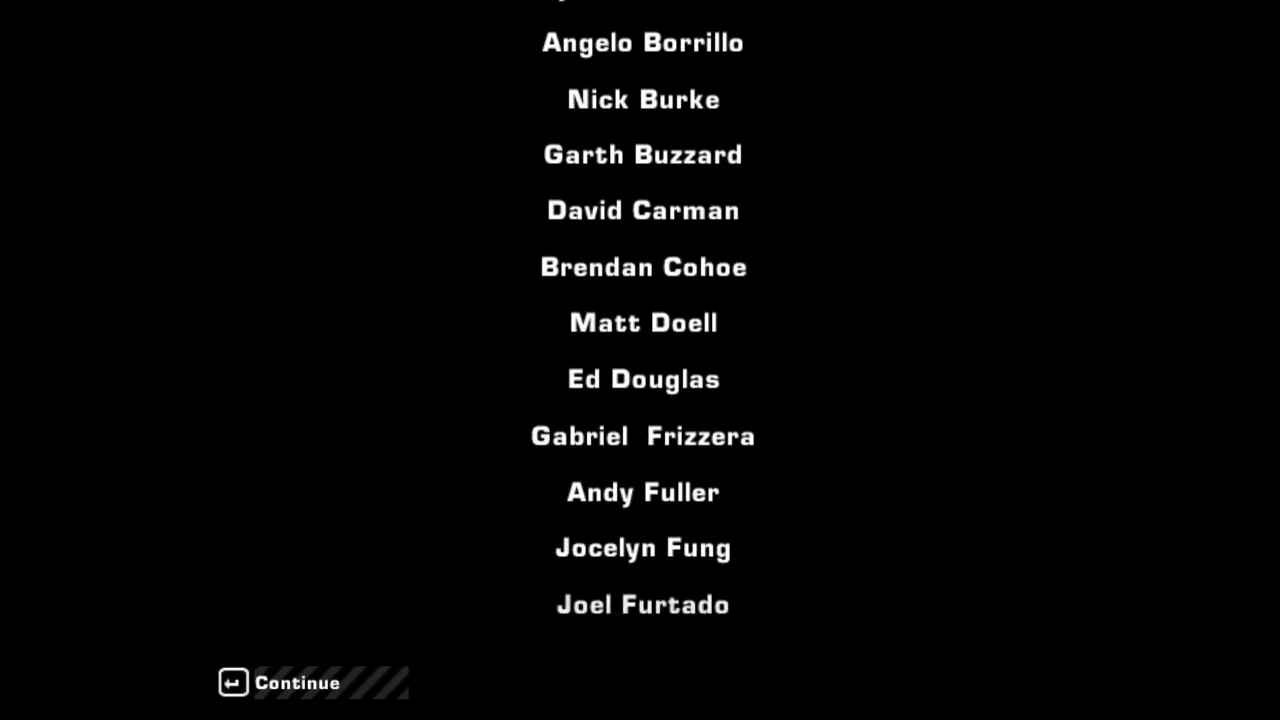 Angelo Borrillo
Nick Burke
Garth Buzzard
David Carman
Brendan Cohoe
Matt Doell
Ed Douglas
Gabriel  Frizzera
Andy Fuller
Jocelyn Fung
Joel Furtado
Continue